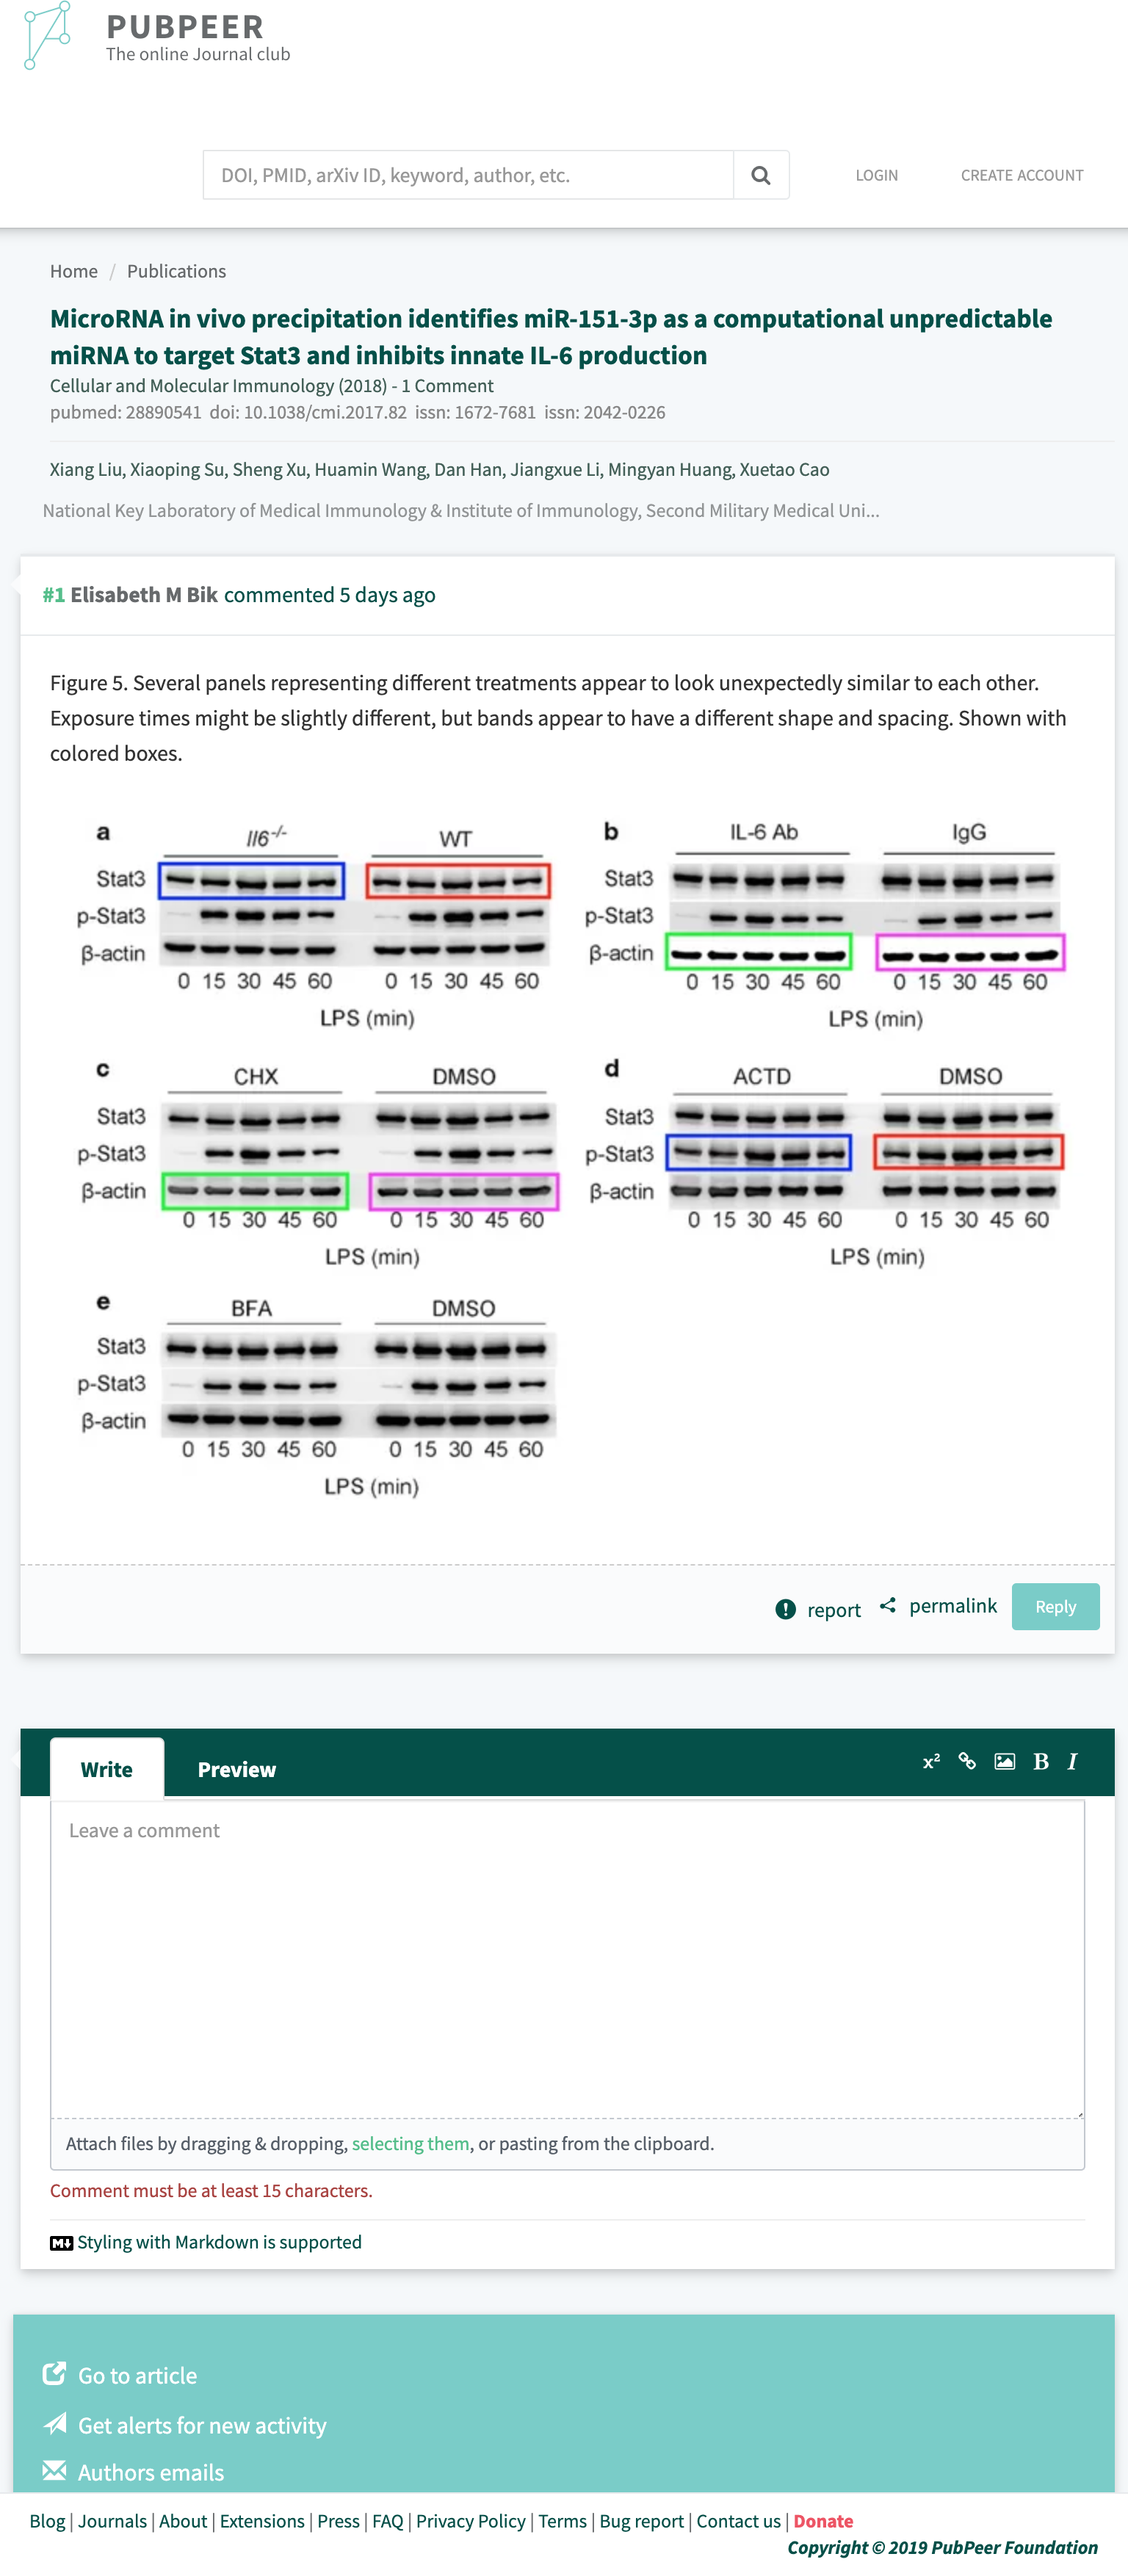 PUBPEER
The online Journal club
DOI, PMID, arXiv ID, keyword, author, etc.
LOGIN
CREATE ACCOUNT
Home / Publications
MicroRNA in vivo precipitation identifies miR-151-3p as a computational unpredictable
miRNA to target Stat3 and inhibits innate IL-6 production
Cellular and Molecular Immunology (2018) - 1 Comment
pubmed: 28890541 doi: 10.1038/cmi.2017.82 issn: 1672-7681 issn: 2042-0226
Xiang Liu, Xiaoping Su, Sheng Xu, Huamin Wang, Dan Han, Jiangxue Li, Mingyan Huang, Xuetao Cao
National Key Laboratory of Medical Immunology & Institute of Immunology, Second Military Medical Uni...
#1 Elisabeth M Bik commented 5 days ago
Figure 5. Several panels representing different treatments appear to look unexpectedly similar to each other.
Exposure times might be slightly different, but bands appear to have a different shape and spacing. Shown with
colored boxes.
a
Il6-/- WT
Stat3
p-Stat3
β-actin
0 15 30 45 60 0 15 30 45 60
LPS (min)
b
IL-6 Ab IgG
Stat3
p-Stat3
β-actin
0 15 30 45 60 0 15 30 45 60
LPS (min)
c
CHX DMSO
Stat3
p-Stat3
β-actin
0 15 30 45 60 0 15 30 45 60
LPS (min)
d
ACTD DMSO
Stat3
p-Stat3
β-actin
0 15 30 45 60 0 15 30 45 60
LPS (min)
e
BFA DMSO
Stat3
p-Stat3
β-actin
0 15 30 45 60 0 15 30 45 60
LPS (min)
report
permalink
Reply
Write
Preview
x² B I
Leave a comment
Attach files by dragging & dropping, selecting them, or pasting from the clipboard.
Comment must be at least 15 characters.
M Styling with Markdown is supported
Go to article
Get alerts for new activity
Authors emails
Blog | Journals | About | Extensions | Press | FAQ | Privacy Policy | Terms | Bug report | Contact us | Donate
Copyright © 2019 PubPeer Foundation